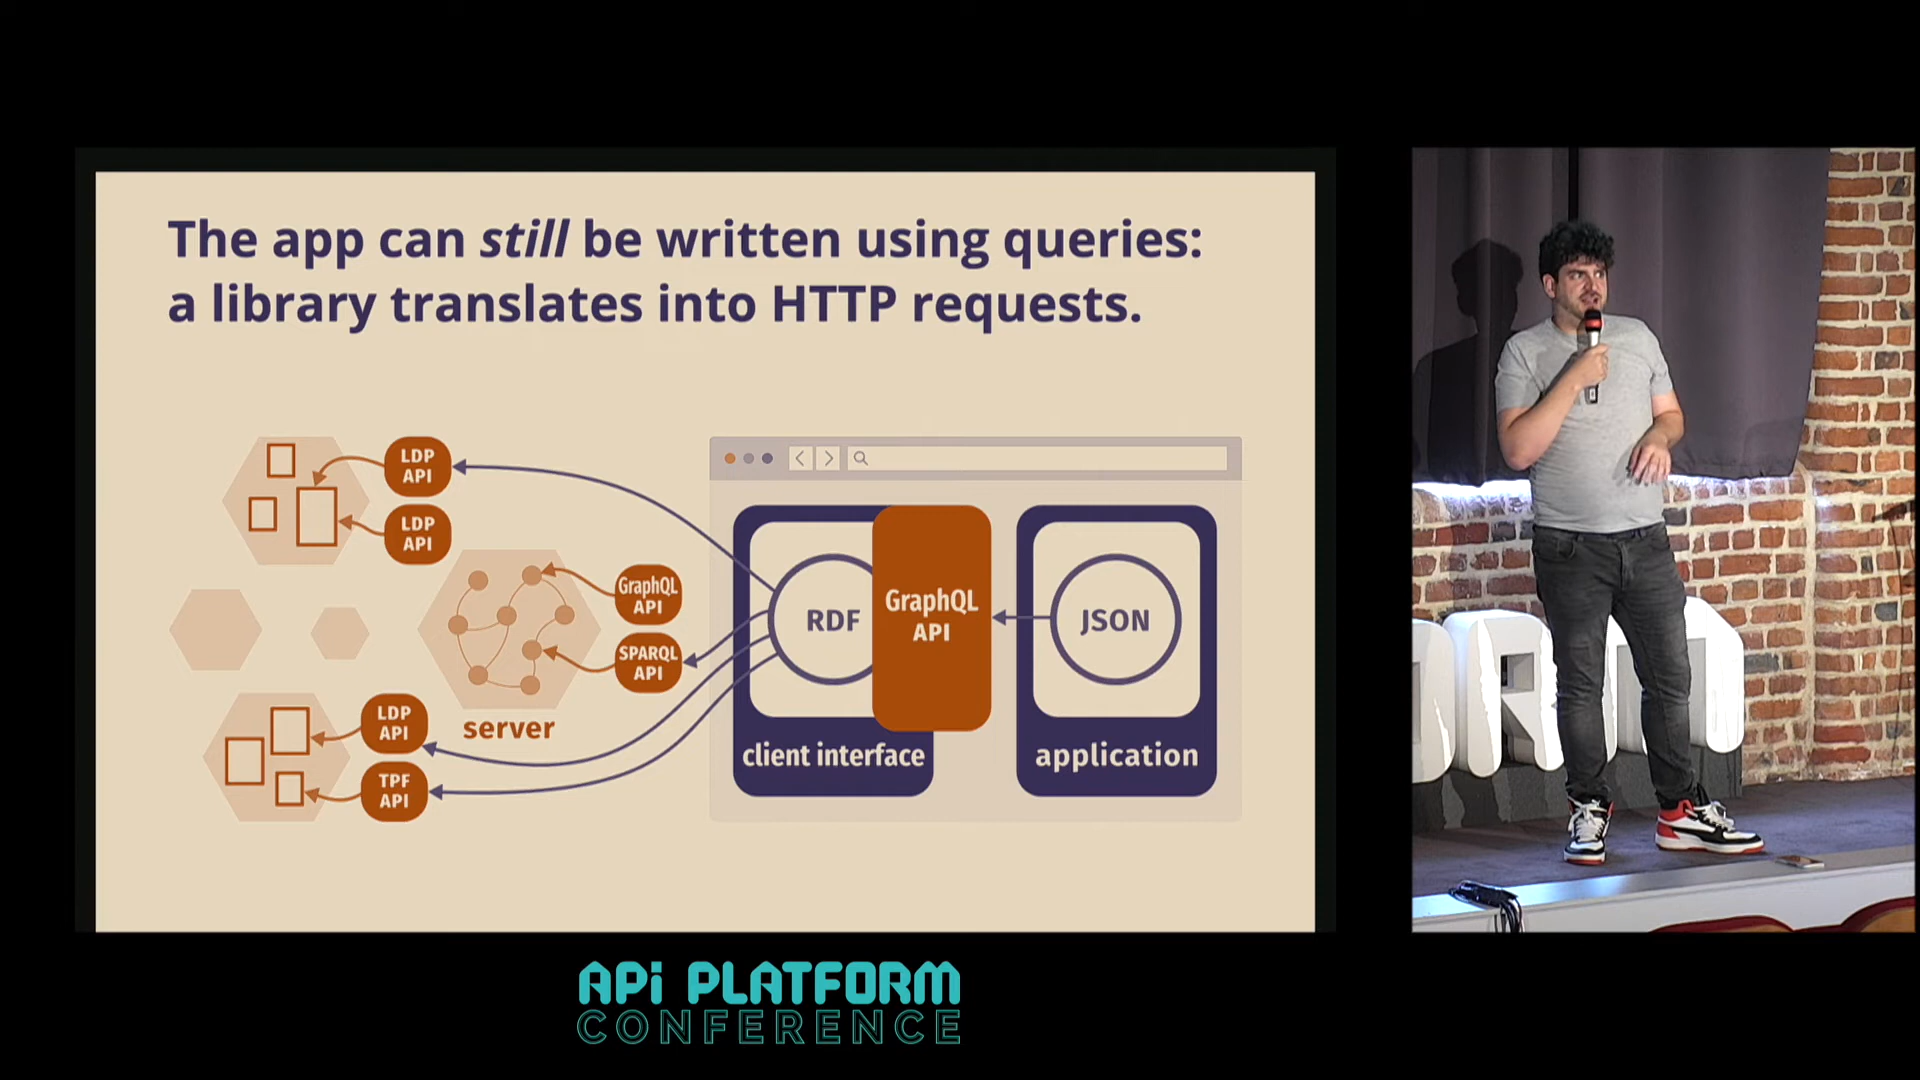 The app can still be written using queries:
a library translates into HTTP requests.
LDP
API
LDP
API
GraphQL
API
SPARQL
API
server
LDP
API
TPF
API
RDF
GraphQL
API
JSON
client interface
application
API PLATFORM
CONFERENCE